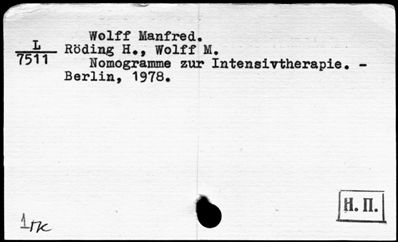 Wolff Manfred.
L
7511
Röding H., Wolff M.
Nomogramme zur Intensivtherapie. -
Berlin, 1978.
Н. П.